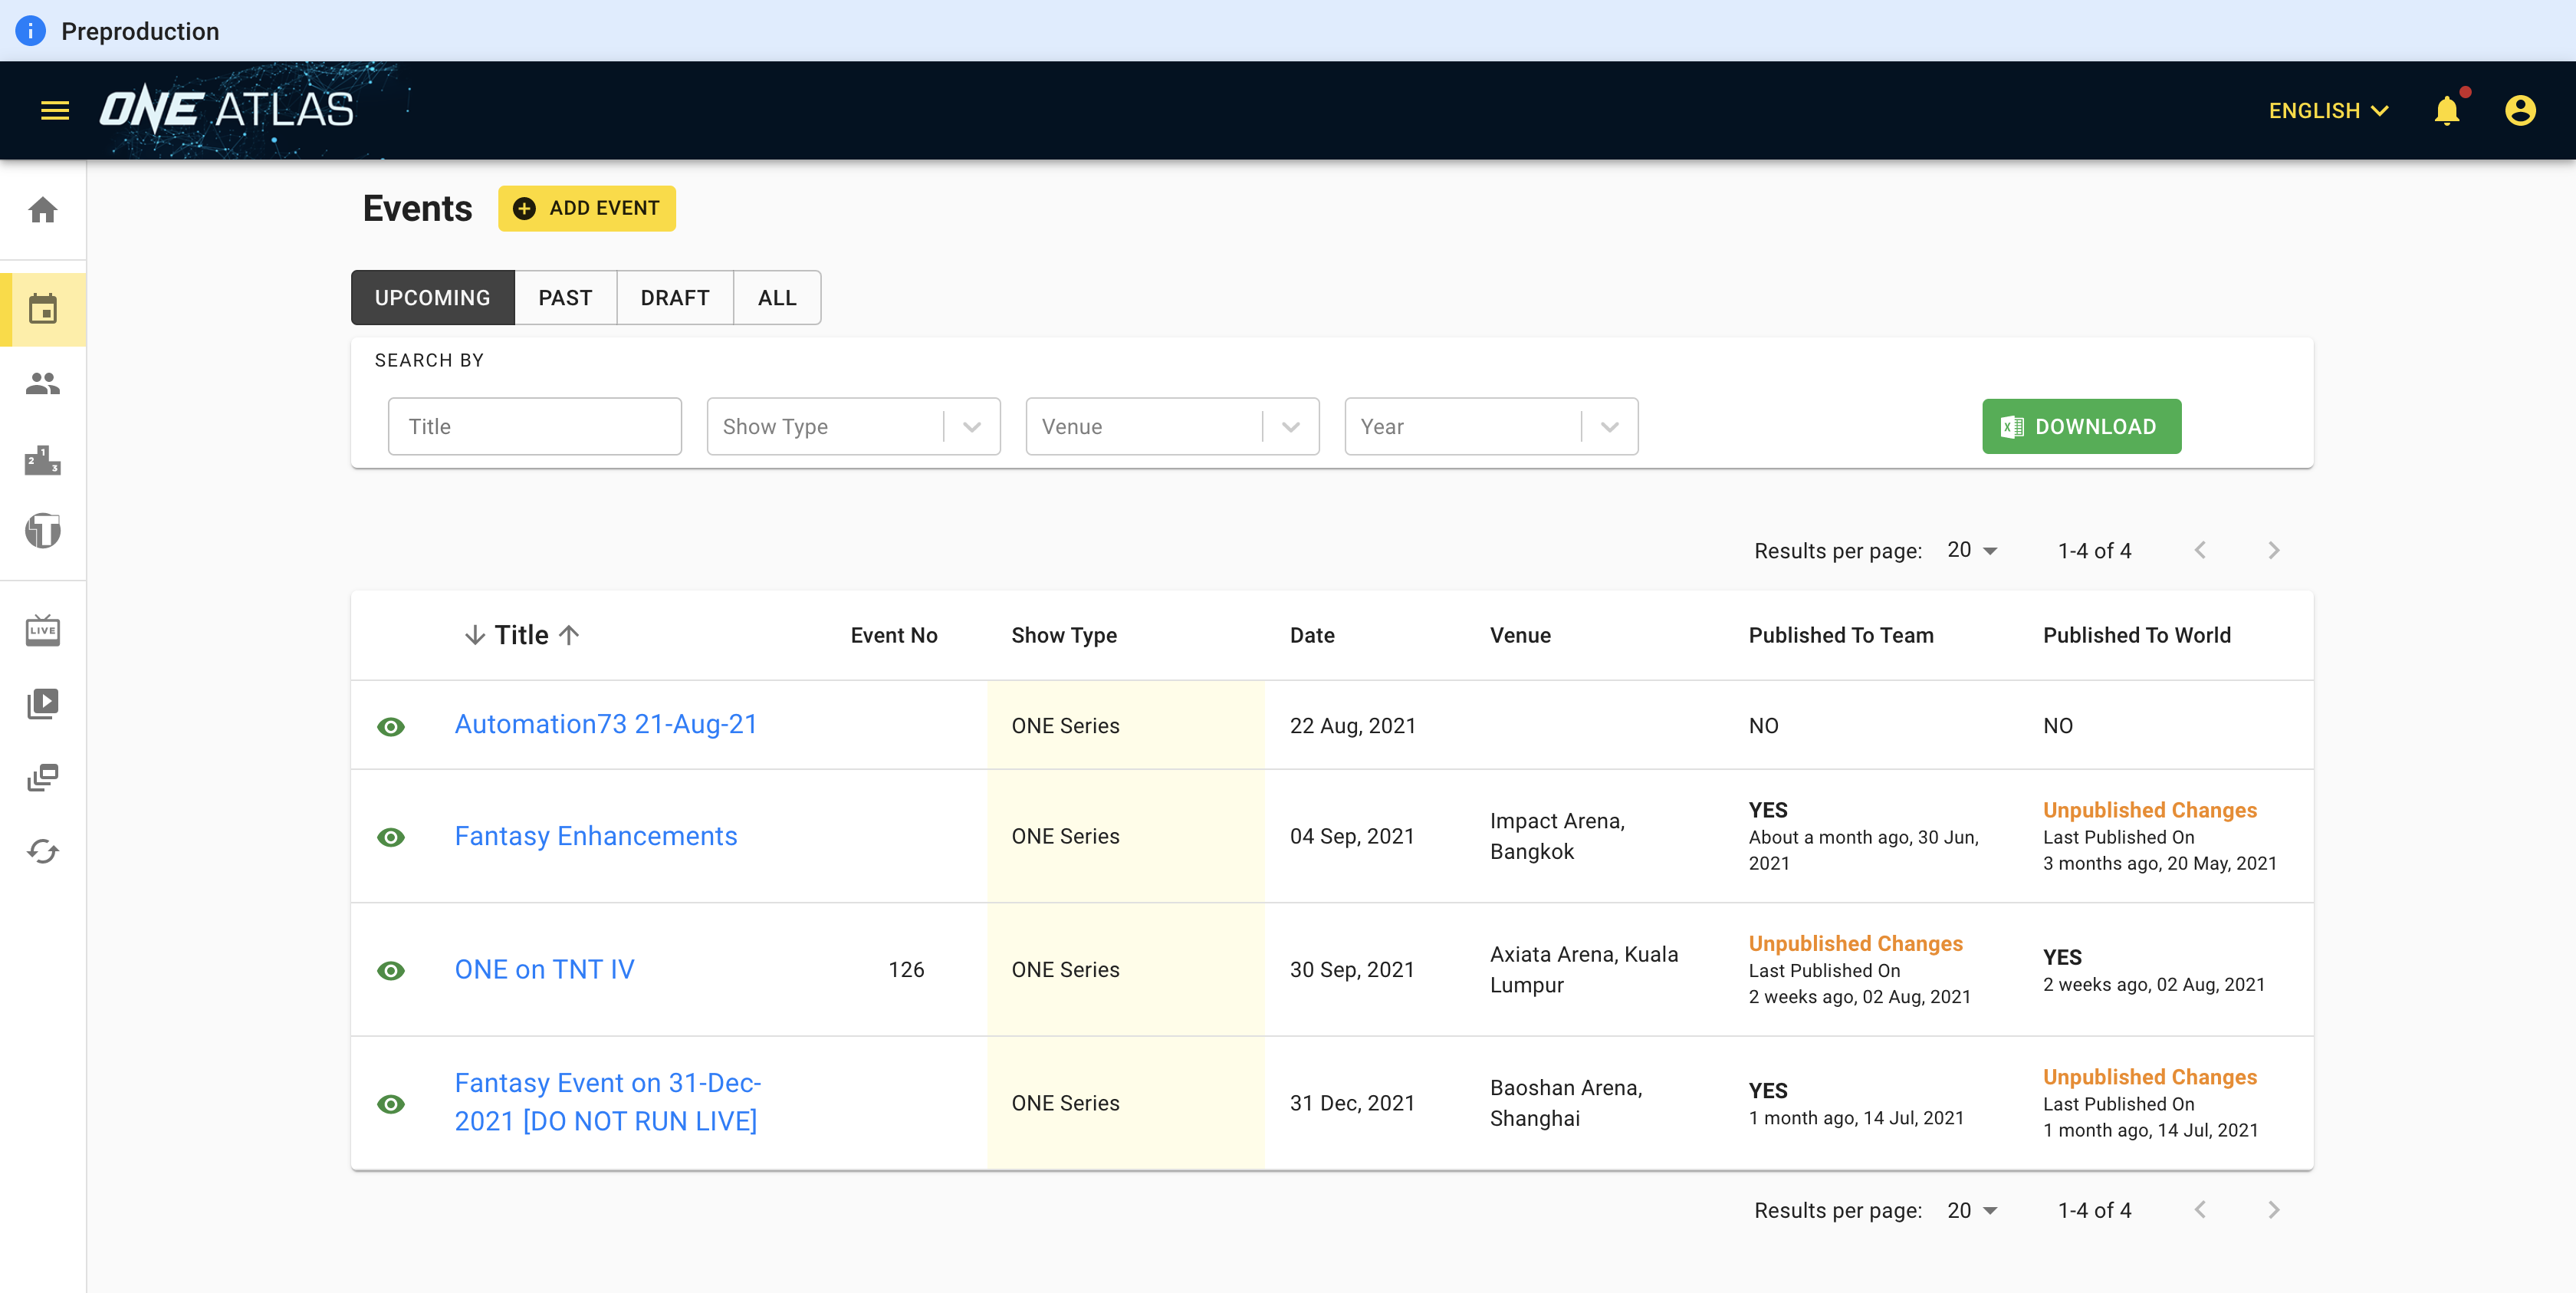 Preproduction
ONE ATLAS
ENGLISH
Events
ADD EVENT
UPCOMING PAST DRAFT ALL
SEARCH BY
Title Show Type Venue Year DOWNLOAD
Results per page: 20 1-4 of 4
Title Event No Show Type Date Venue Published To Team Published To World
Automation73 21-Aug-21 ONE Series 22 Aug, 2021 NO NO
Fantasy Enhancements ONE Series 04 Sep, 2021
Impact Arena,
Bangkok
YES
About a month ago, 30 Jun,
2021
Unpublished Changes
Last Published On
3 months ago, 20 May, 2021
ONE on TNT IV 126 ONE Series 30 Sep, 2021
Axiata Arena, Kuala
Lumpur
Unpublished Changes
Last Published On
2 weeks ago, 02 Aug, 2021
YES
2 weeks ago, 02 Aug, 2021
Fantasy Event on 31-Dec-
2021 [DO NOT RUN LIVE]
ONE Series 31 Dec, 2021
Baoshan Arena,
Shanghai
YES
1 month ago, 14 Jul, 2021
Unpublished Changes
Last Published On
1 month ago, 14 Jul, 2021
Results per page: 20 1-4 of 4
1
2
3
T
LIVE